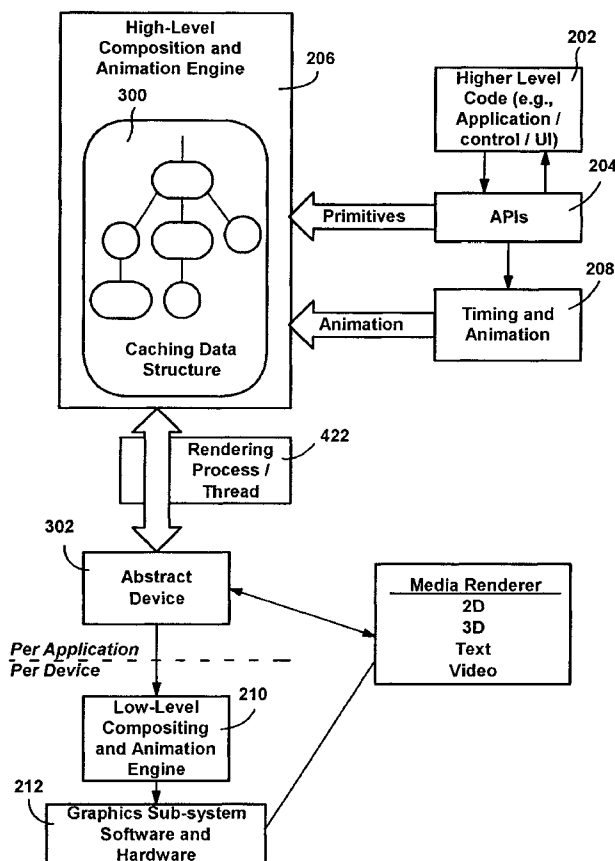 High-Level
Composition and
Animation Engine
206
300
Caching Data
Structure
202
Higher Level
Code (e.g.,
Application /
control / UI)
204
Primitives
APIs
208
Animation
Timing and
Animation
422
Rendering
Process /
Thread
302
Abstract
Device
Media Renderer
2D
3D
Text
Video
Per Application
Per Device
210
Low-Level
Compositing
and Animation
Engine
212
Graphics Sub-system
Software and
Hardware